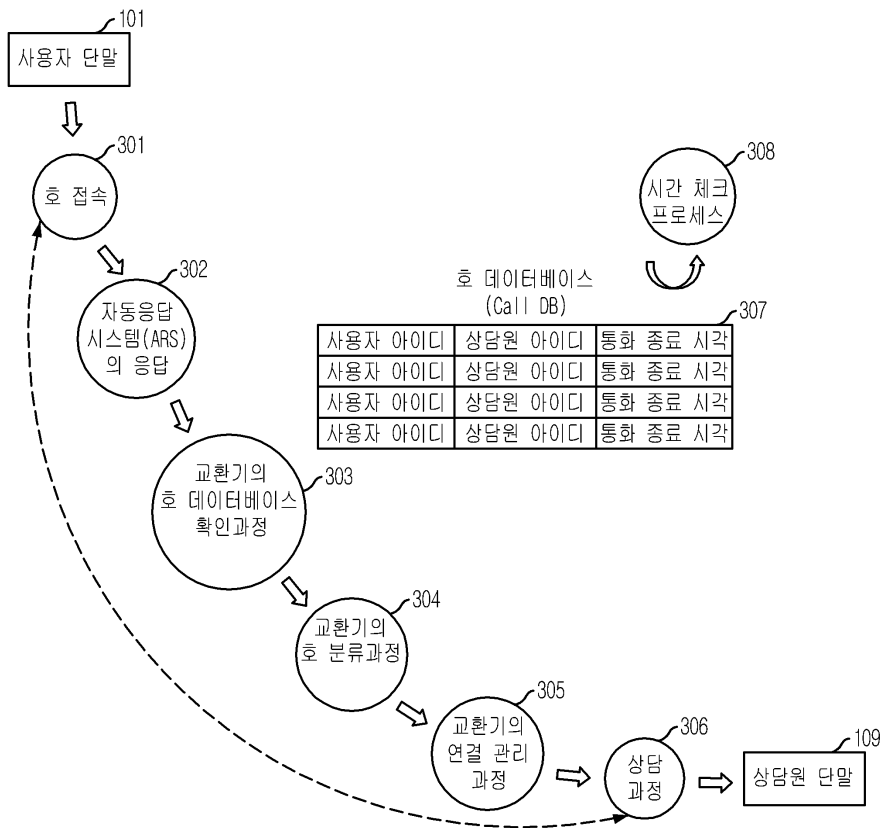 101
사용자 단말
301
호 접속
302
자동응답
시스템(ARS)
의 응답
308
시간 체크
프로세스
호 데이터베이스
(Call DB)
307
사용자 아이디 상담원 아이디 통화 종료 시각
사용자 아이디 상담원 아이디 통화 종료 시각
사용자 아이디 상담원 아이디 통화 종료 시각
사용자 아이디 상담원 아이디 통화 종료 시각
303
교환기의
호 데이터베이스
확인과정
304
교환기의
호 분류과정
305
교환기의
연결 관리
과정
306
상담
과정
109
상담원 단말